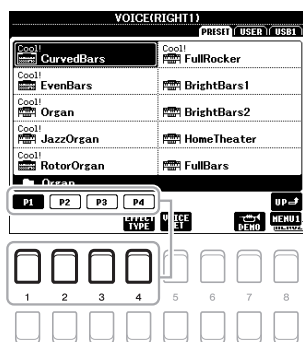 VOICE(RIGHT1)
PRESET USER USB1
Cool! CurvedBars
Cool! FullRocker
Cool! EvenBars
BrightBars1
Cool! Organ
BrightBars2
Cool! JazzOrgan
HomeTheater
Cool! RotorOrgan
FullBars
Organ
P1 P2 P3 P4 UP
EFFECT TYPE VOICE SET DEMO MENU1
MENU2
1 2 3 4 5 6 7 8